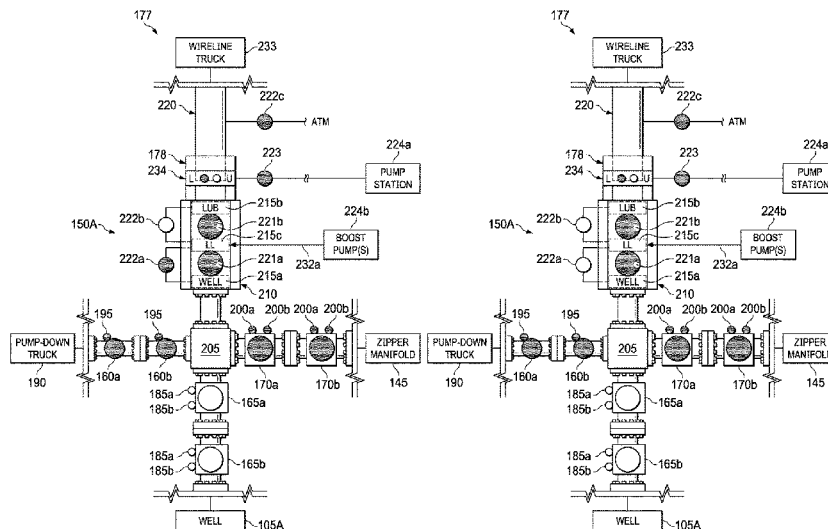 177
WIRELINE TRUCK
233
222c
220
ATM
178
223
224a
234
L U
PUMP STATION
215b
LUB
222b
221b
224b
150A
215c
LL
BOOST PUMP(S)
222a
221a
232a
WELL
215a
210
200a 200b 200a 200b
195 195
PUMP-DOWN TRUCK
205
ZIPPER MANIFOLD
190
160a 160b
170a 170b
145
185a
165a
185b
185a
165b
185b
WELL
105A
177
WIRELINE TRUCK
233
222c
220
ATM
178
223
224a
234
L U
PUMP STATION
215b
LUB
222b
221b
224b
150A
215c
LL
BOOST PUMP(S)
222a
221a
232a
WELL
215a
210
200a 200b 200a 200b
195 195
PUMP-DOWN TRUCK
205
ZIPPER MANIFOLD
190
160a 160b
170a 170b
145
185a
165a
185b
185a
165b
185b
WELL
105A